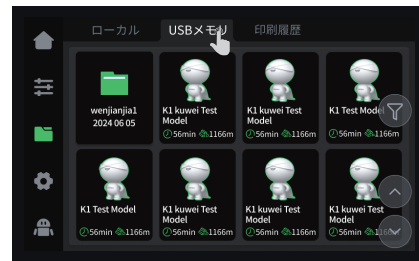 ローカル USBメモリ 印刷履歴
wenjianjia1
2024 06 05
K1 kuwei Test
Model
56min 1166m
K1 kuwei Test
Model
56min 1166m
K1 Test Model
56min 1166m
K1 Test Model
56min 1166m
K1 kuwei Test
Model
56min 1166m
K1 kuwei Test
Model
56min 1166m
K1 kuwei Test
Model
56min 1166m